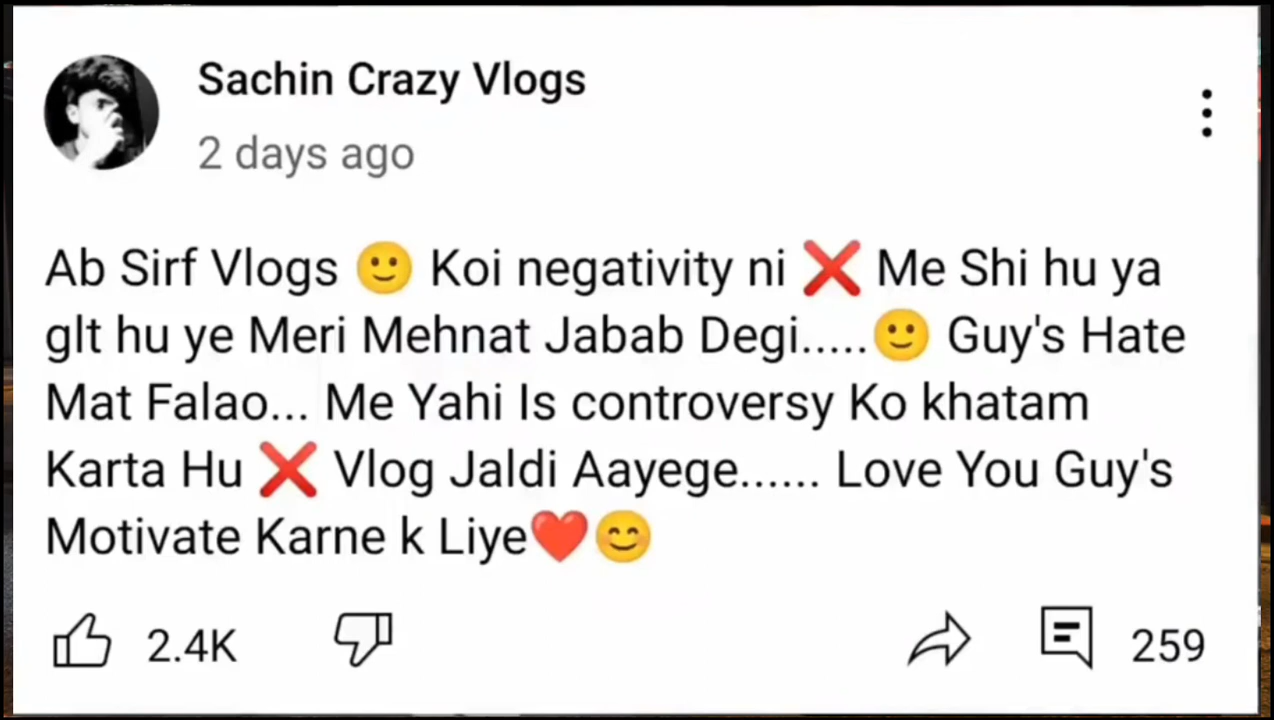 Sachin Crazy Vlogs
2 days ago
Ab Sirf Vlogs 🙂 Koi negativity ni ❌ Me Shi hu ya
glt hu ye Meri Mehnat Jabab Degi.....🙂 Guy's Hate
Mat Falao... Me Yahi Is controversy Ko khatam
Karta Hu ❌ Vlog Jaldi Aayege...... Love You Guy's
Motivate Karne k Liye❤️😊
2.4K 259